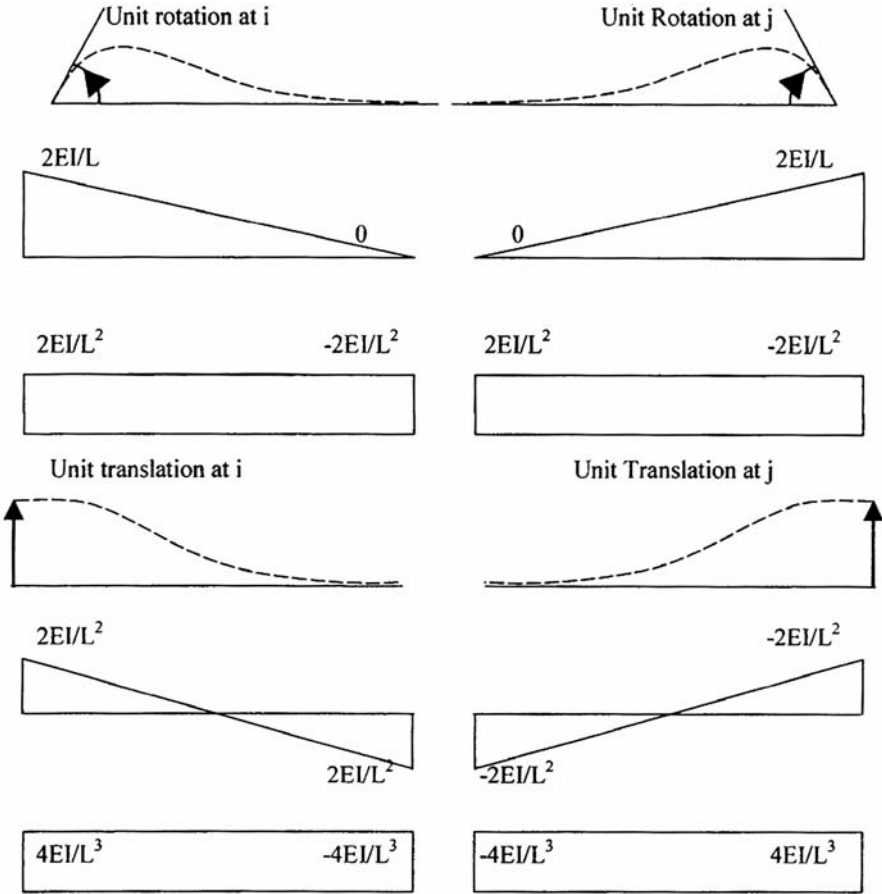 Unit rotation at i Unit Rotation at j
2EI/L 2EI/L
0 0
2EI/L² -2EI/L² 2EI/L² -2EI/L²
Unit translation at i Unit Translation at j
2EI/L² -2EI/L²
2EI/L² -2EI/L²
4EI/L³ -4EI/L³ -4EI/L³ 4EI/L³